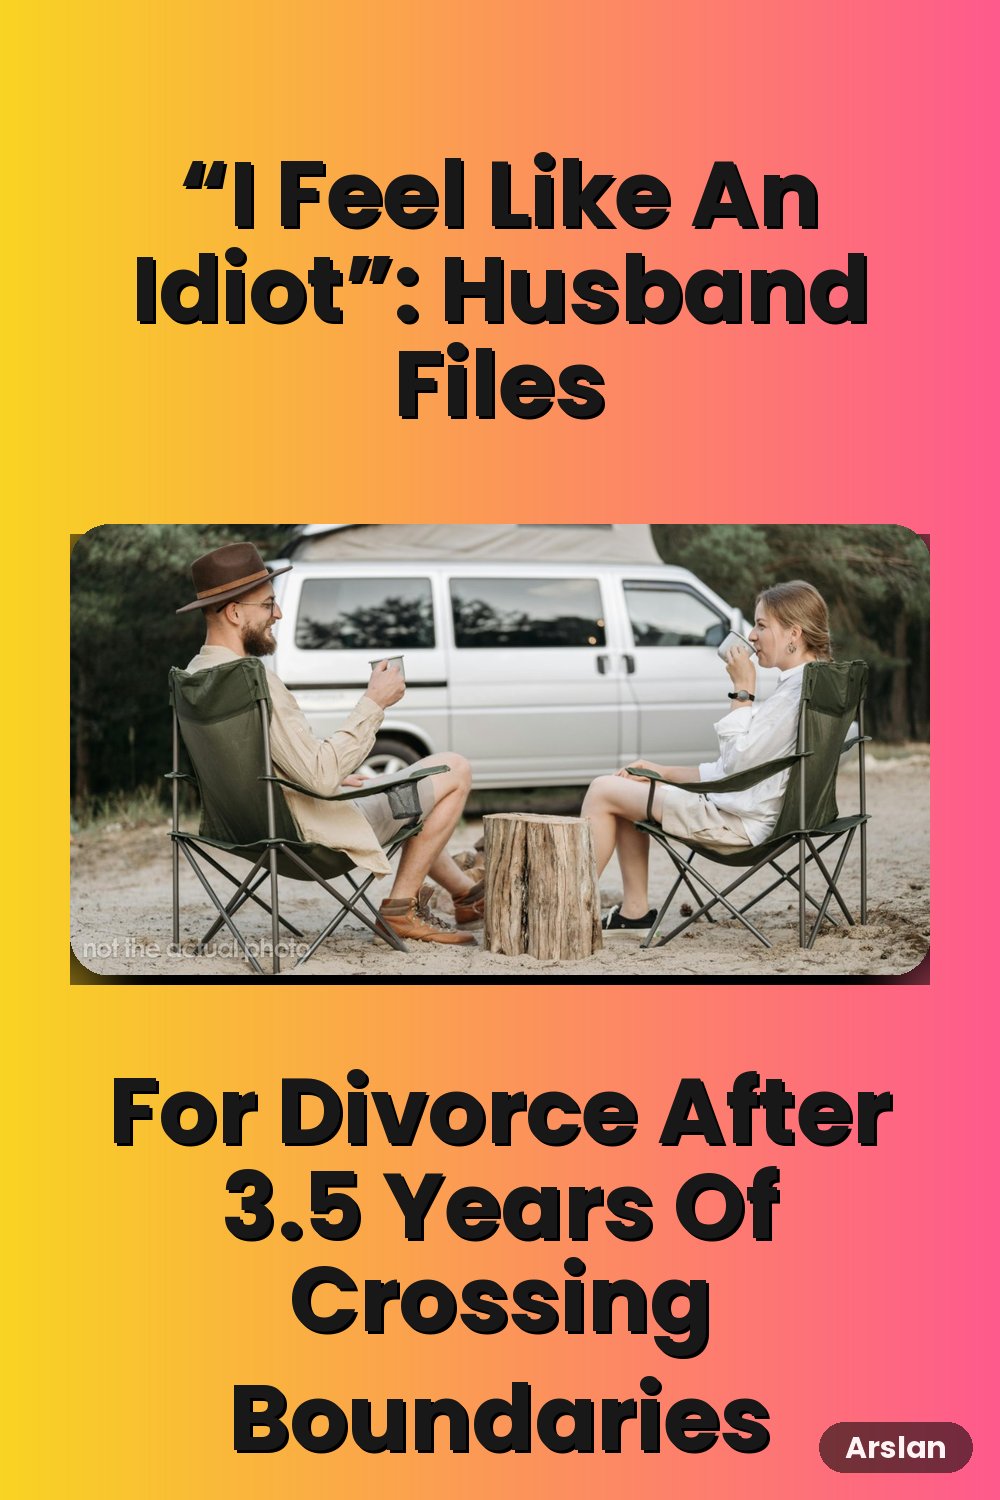 “I Feel Like An
Idiot”: Husband
Files
not the actual photo
For Divorce After
3.5 Years Of
Crossing
Boundaries
Arslan